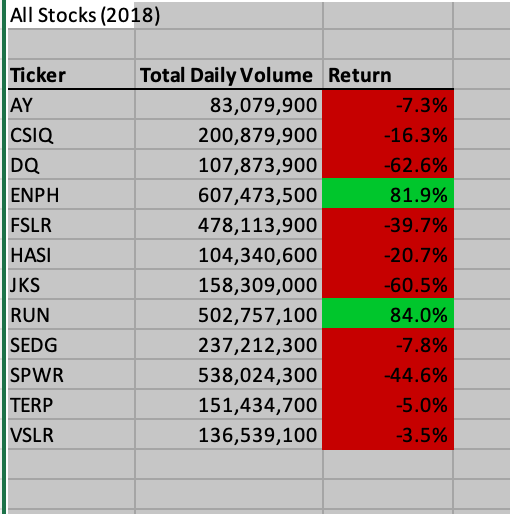 All Stocks (2018)
Ticker Total Daily Volume Return
AY 83,079,900 -7.3%
CSIQ 200,879,900 -16.3%
DQ 107,873,900 -62.6%
ENPH 607,473,500 81.9%
FSLR 478,113,900 -39.7%
HASI 104,340,600 -20.7%
JKS 158,309,000 -60.5%
RUN 502,757,100 84.0%
SEDG 237,212,300 -7.8%
SPWR 538,024,300 -44.6%
TERP 151,434,700 -5.0%
VSLR 136,539,100 -3.5%